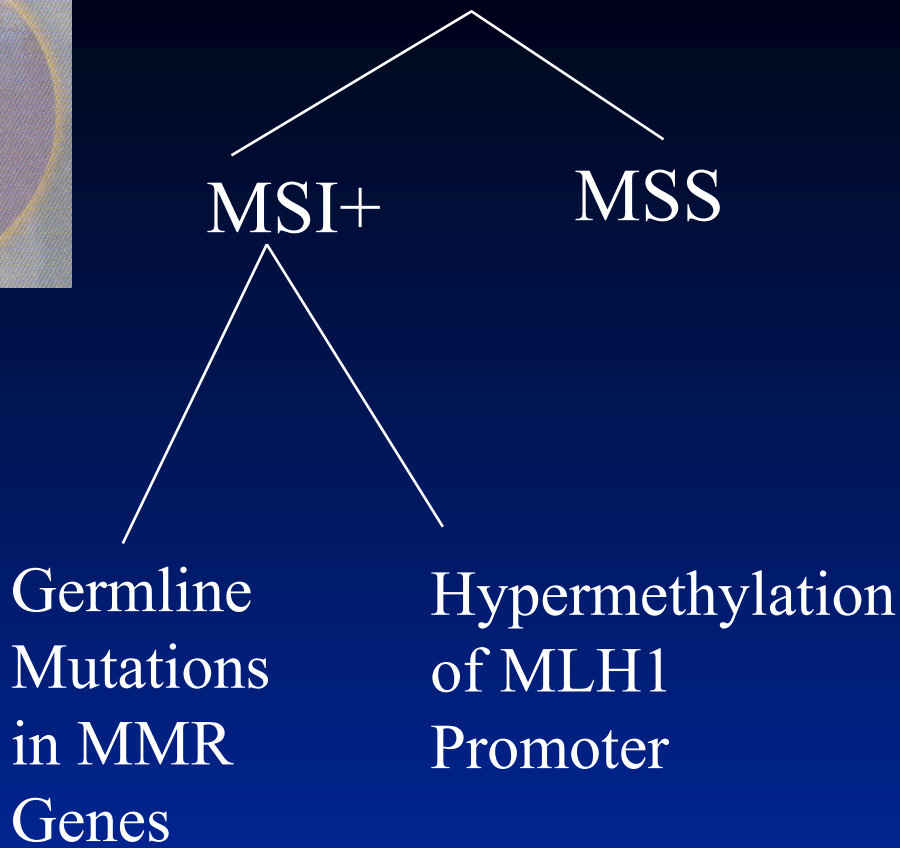 MSI+
MSS
Germline
Mutations
in MMR
Genes
Hypermethylation
of MLH1
Promoter